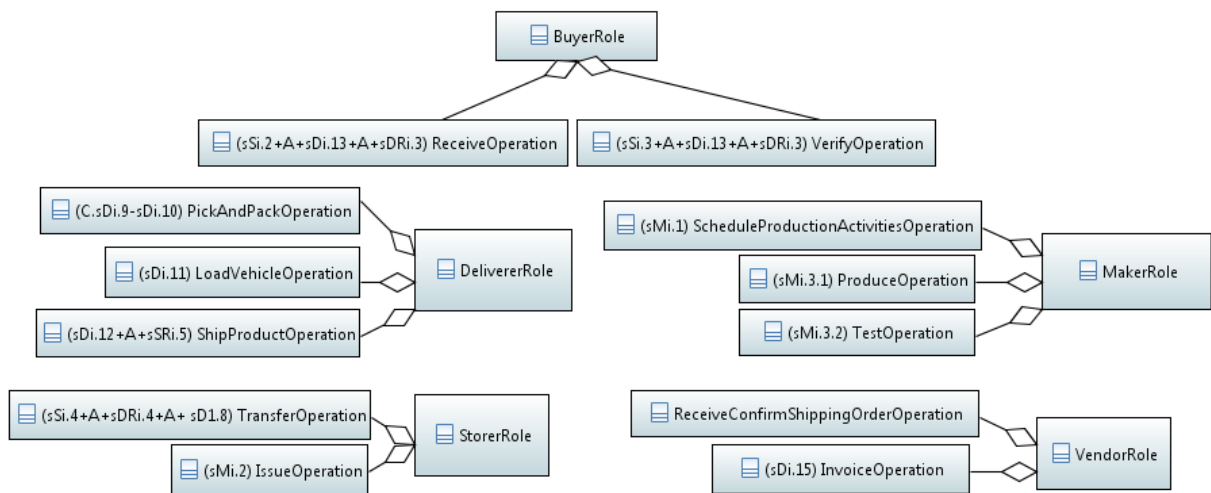 BuyerRole
(sSi.2+A+sDi.13+A+sDRi.3) ReceiveOperation
(sSi.3+A+sDi.13+A+sDRi.3) VerifyOperation
(C.sDi.9-sDi.10) PickAndPackOperation
(sDi.11) LoadVehicleOperation
(sDi.12+A+sSRi.5) ShipProductOperation
DelivererRole
(sMi.1) ScheduleProductionActivitiesOperation
(sMi.3.1) ProduceOperation
(sMi.3.2) TestOperation
MakerRole
(sSi.4+A+sDRi.4+A+ sD1.8) TransferOperation
(sMi.2) IssueOperation
StorerRole
ReceiveConfirmShippingOrderOperation
(sDi.15) InvoiceOperation
VendorRole